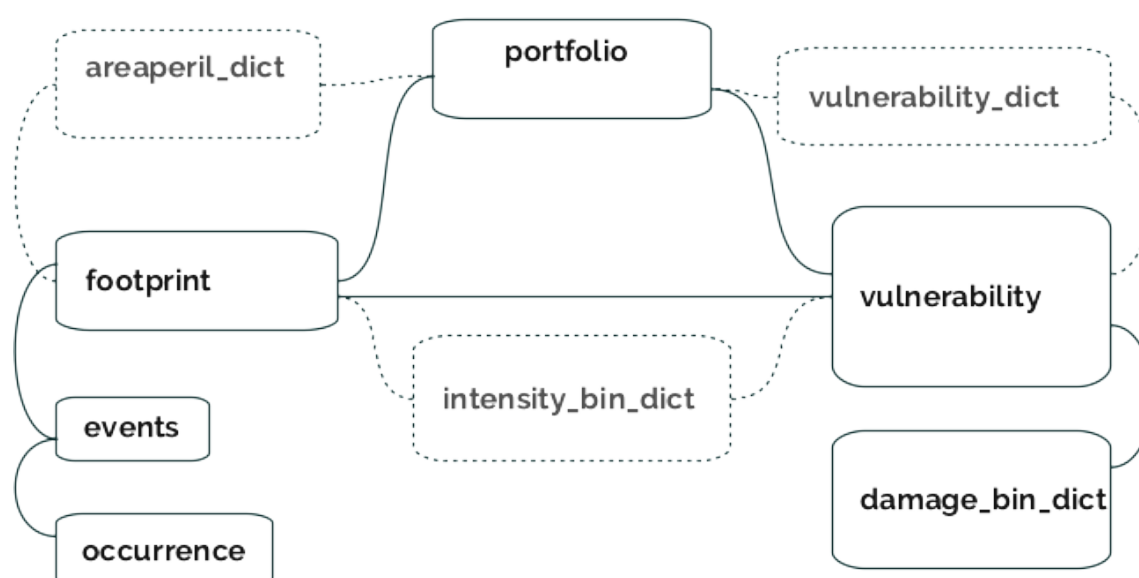 portfolio
areaperil_dict
vulnerability_dict
footprint
vulnerability
intensity_bin_dict
events
damage_bin_dict
occurrence